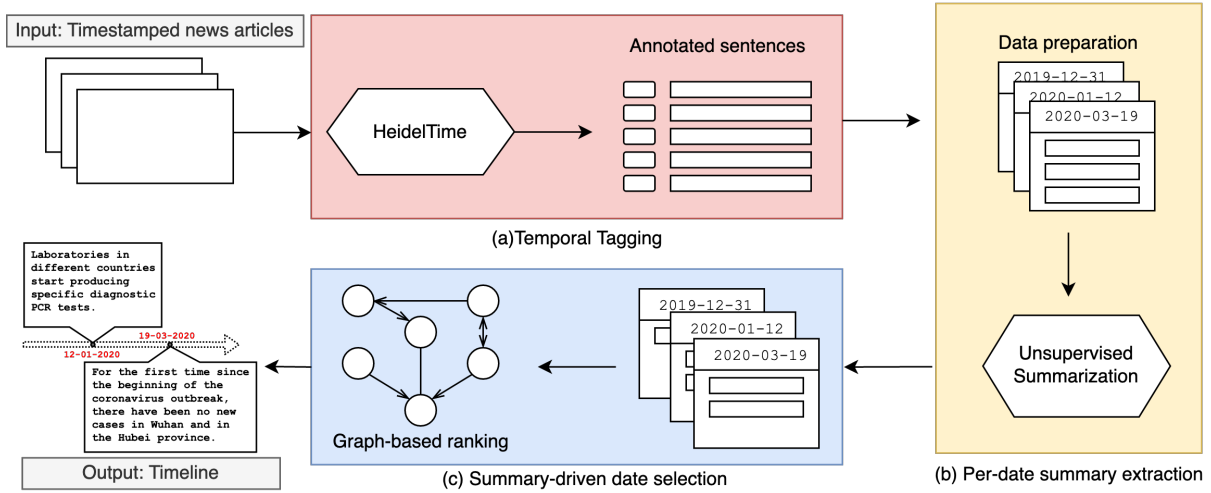 Input: Timestamped news articles
HeidelTime
Annotated sentences
(a)Temporal Tagging
Data preparation
2019-12-31
2020-01-12
2020-03-19
Unsupervised
Summarization
(b) Per-date summary extraction
2019-12-31
2020-01-12
2020-03-19
Graph-based ranking
(c) Summary-driven date selection
Laboratories in
different countries
start producing
specific diagnostic
PCR tests.
19-03-2020
12-01-2020
For the first time since
the beginning of the
coronavirus outbreak,
there have been no new
cases in Wuhan and in
the Hubei province.
Output: Timeline